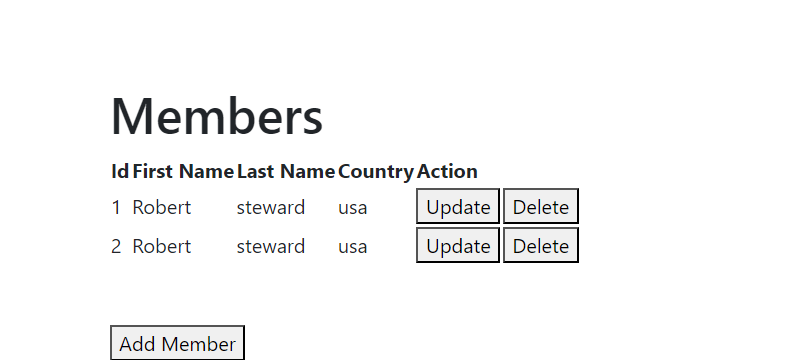 Members
Id First Name Last Name Country Action
1 Robert steward usa Update Delete
2 Robert steward usa Update Delete
Add Member